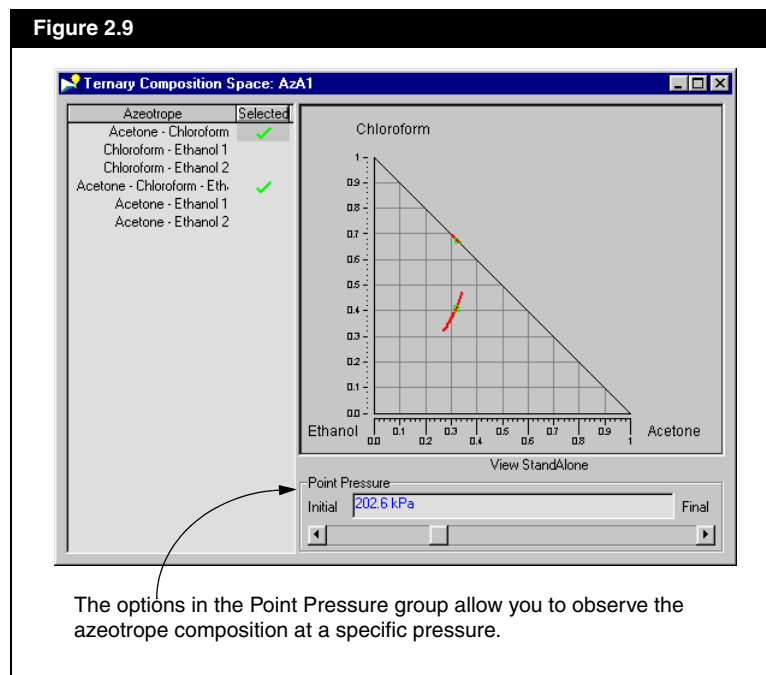 Figure 2.9
Ternary Composition Space: AzA1
Azeotrope Selected
Acetone - Chloroform
Chloroform - Ethanol 1
Chloroform - Ethanol 2
Acetone - Chloroform - Eth
Acetone - Ethanol 1
Acetone - Ethanol 2
Chloroform
1
0.9
0.8
0.7
0.6
0.5
0.4
0.3
0.2
0.1
0.0
Ethanol
0.0 0.1 0.2 0.3 0.4 0.5 0.6 0.7 0.8 0.9 1
Acetone
View StandAlone
Point Pressure
Initial 202.6 kPa Final
The options in the Point Pressure group allow you to observe the
azeotrope composition at a specific pressure.